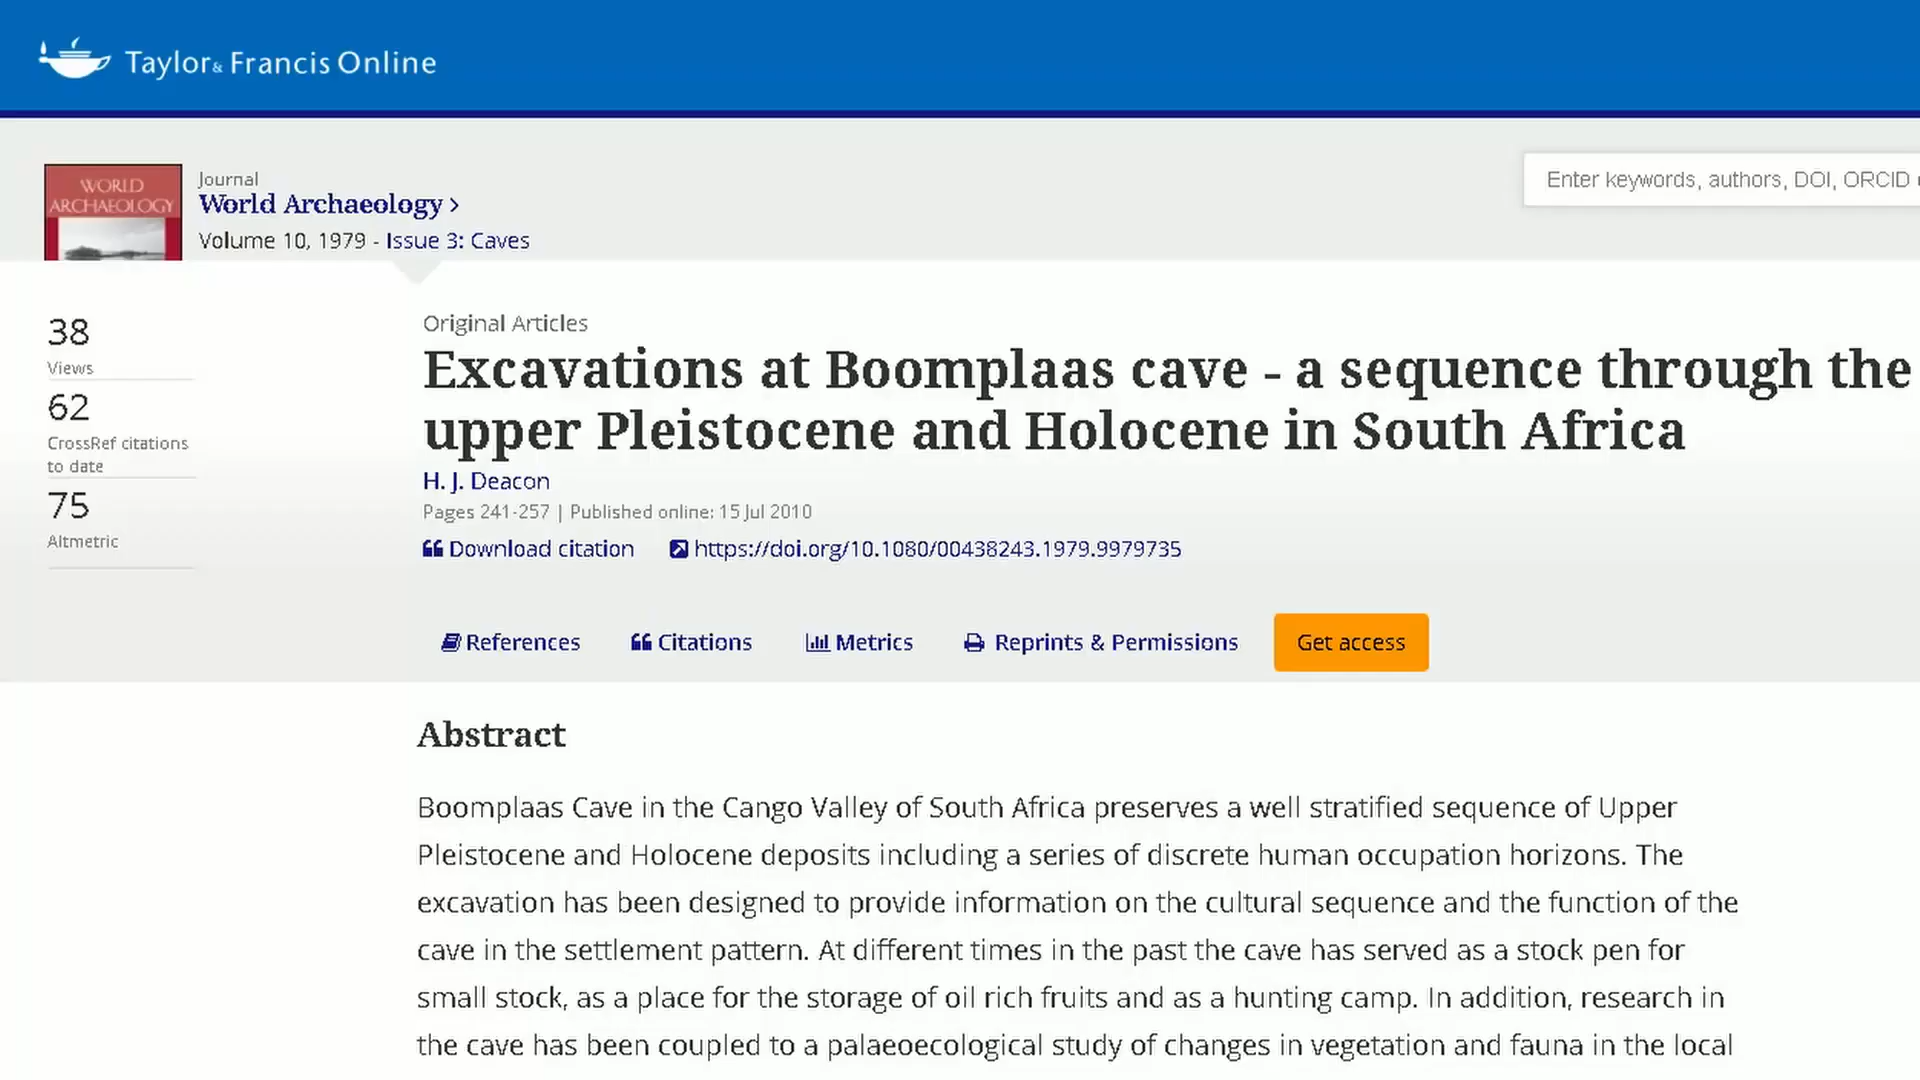 Taylor & Francis Online
WORLD
ARCHAEOLOGY
Journal
World Archaeology >
Volume 10, 1979 - Issue 3: Caves
Enter keywords, authors, DOI, ORCID
38
Views
62
CrossRef citations
to date
75
Altmetric
Original Articles
Excavations at Boomplaas cave - a sequence through the
upper Pleistocene and Holocene in South Africa
H. J. Deacon
Pages 241-257 | Published online: 15 Jul 2010
Download citation https://doi.org/10.1080/00438243.1979.9979735
References Citations Metrics Reprints & Permissions Get access
Abstract
Boomplaas Cave in the Cango Valley of South Africa preserves a well stratified sequence of Upper
Pleistocene and Holocene deposits including a series of discrete human occupation horizons. The
excavation has been designed to provide information on the cultural sequence and the function of the
cave in the settlement pattern. At different times in the past the cave has served as a stock pen for
small stock, as a place for the storage of oil rich fruits and as a hunting camp. In addition, research in
the cave has been coupled to a palaeoecological study of changes in vegetation and fauna in the local